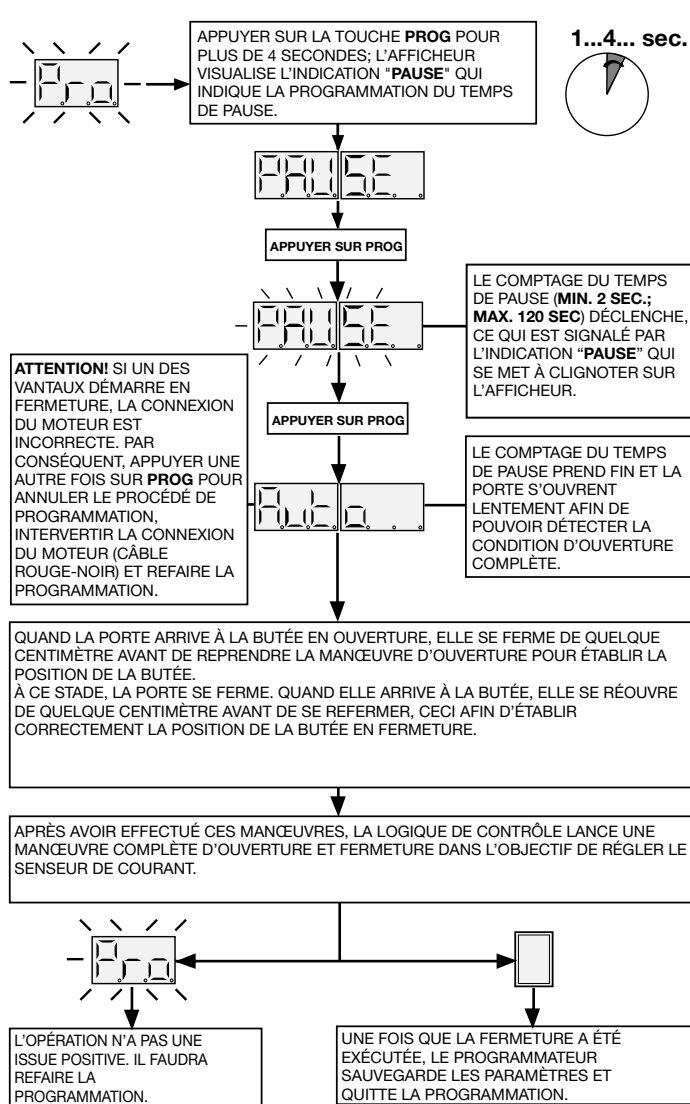 Pro
APPUYER SUR LA TOUCHE PROG POUR
PLUS DE 4 SECONDES; L'AFFICHEUR
VISUALISE L'INDICATION "PAUSE" QUI
INDIQUE LA PROGRAMMATION DU TEMPS
DE PAUSE.
1...4... sec.
PAUSE
APPUYER SUR PROG
PAUSE
LE COMPTAGE DU TEMPS
DE PAUSE (MIN. 2 SEC.;
MAX. 120 SEC) DÉCLENCHE,
CE QUI EST SIGNALÉ PAR
L'INDICATION “PAUSE” QUI
SE MET À CLIGNOTER SUR
L'AFFICHEUR.
ATTENTION! SI UN DES
VANTAUX DÉMARRE EN
FERMETURE, LA CONNEXION
DU MOTEUR EST
INCORRECTE. PAR
CONSÉQUENT, APPUYER UNE
AUTRE FOIS SUR PROG POUR
ANNULER LE PROCÉDÉ DE
PROGRAMMATION,
INTERVERTIR LA CONNEXION
DU MOTEUR (CÂBLE
ROUGE-NOIR) ET REFAIRE LA
PROGRAMMATION.
APPUYER SUR PROG
Auto
LE COMPTAGE DU TEMPS
DE PAUSE PREND FIN ET LA
PORTE S'OUVRENT
LENTEMENT AFIN DE
POUVOIR DÉTECTER LA
CONDITION D'OUVERTURE
COMPLÈTE.
QUAND LA PORTE ARRIVE À LA BUTÉE EN OUVERTURE, ELLE SE FERME DE QUELQUE
CENTIMÈTRE AVANT DE REPRENDRE LA MANŒUVRE D'OUVERTURE POUR ÉTABLIR LA
POSITION DE LA BUTÉE.
À CE STADE, LA PORTE SE FERME. QUAND ELLE ARRIVE À LA BUTÉE, ELLE SE RÉOUVRE
DE QUELQUE CENTIMÈTRE AVANT DE SE REFERMER, CECI AFIN D'ÉTABLIR
CORRECTEMENT LA POSITION DE LA BUTÉE EN FERMETURE.
APRÈS AVOIR EFFECTUÉ CES MANŒUVRES, LA LOGIQUE DE CONTRÔLE LANCE UNE
MANŒUVRE COMPLÈTE D'OUVERTURE ET FERMETURE DANS L'OBJECTIF DE RÉGLER LE
SENSEUR DE COURANT.
Pro
L'OPÉRATION N'A PAS UNE
ISSUE POSITIVE. IL FAUDRA
REFAIRE LA
PROGRAMMATION.
UNE FOIS QUE LA FERMETURE A ÉTÉ
EXÉCUTÉE, LE PROGRAMMATEUR
SAUVEGARDE LES PARAMÈTRES ET
QUITTE LA PROGRAMMATION.